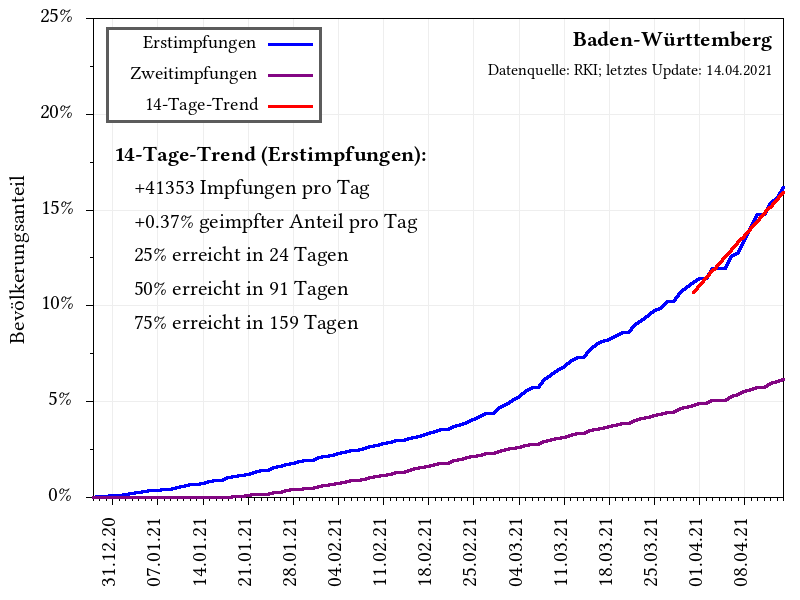 25%
20%
15%
10%
5%
0%
Bevölkerungsanteil
Erstimpfungen
Zweitimpfungen
14-Tage-Trend
Baden-Württemberg
Datenquelle: RKI; letztes Update: 14.04.2021
14-Tage-Trend (Erstimpfungen):
+41353 Impfungen pro Tag
+0.37% geimpfter Anteil pro Tag
25% erreicht in 24 Tagen
50% erreicht in 91 Tagen
75% erreicht in 159 Tagen
31.12.20
07.01.21
14.01.21
21.01.21
28.01.21
04.02.21
11.02.21
18.02.21
25.02.21
04.03.21
11.03.21
18.03.21
25.03.21
01.04.21
08.04.21